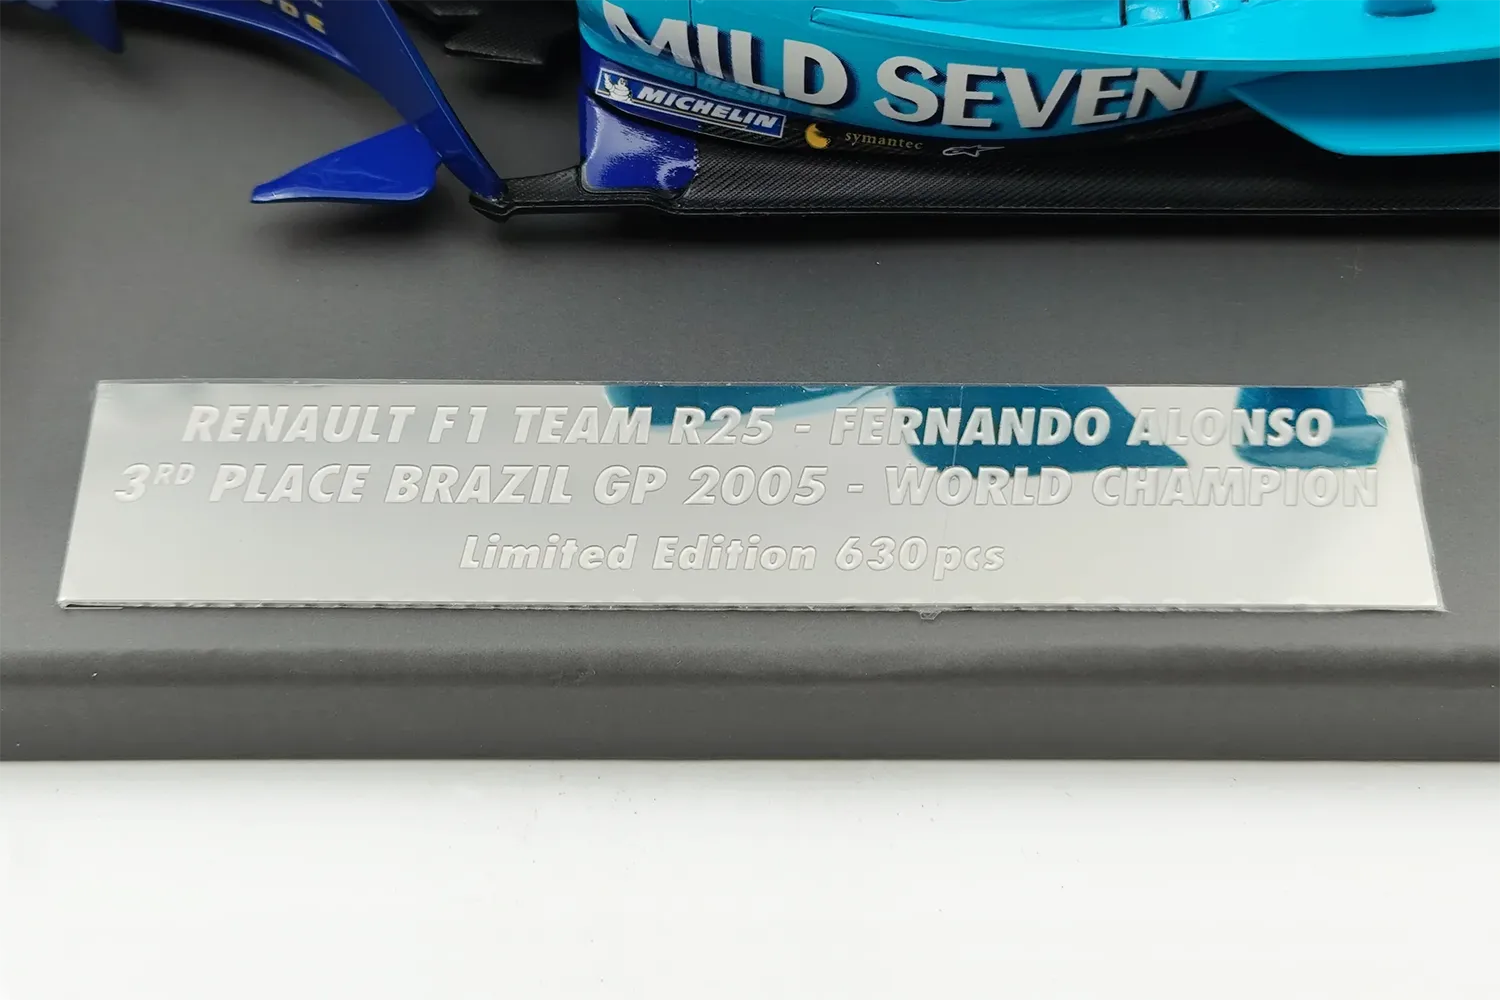 MILD SEVEN
MICHELIN
symantec
RENAULT F1 TEAM R25 - FERNANDO ALONSO
3RD PLACE BRAZIL GP 2005 - WORLD CHAMPION
Limited Edition 630pcs